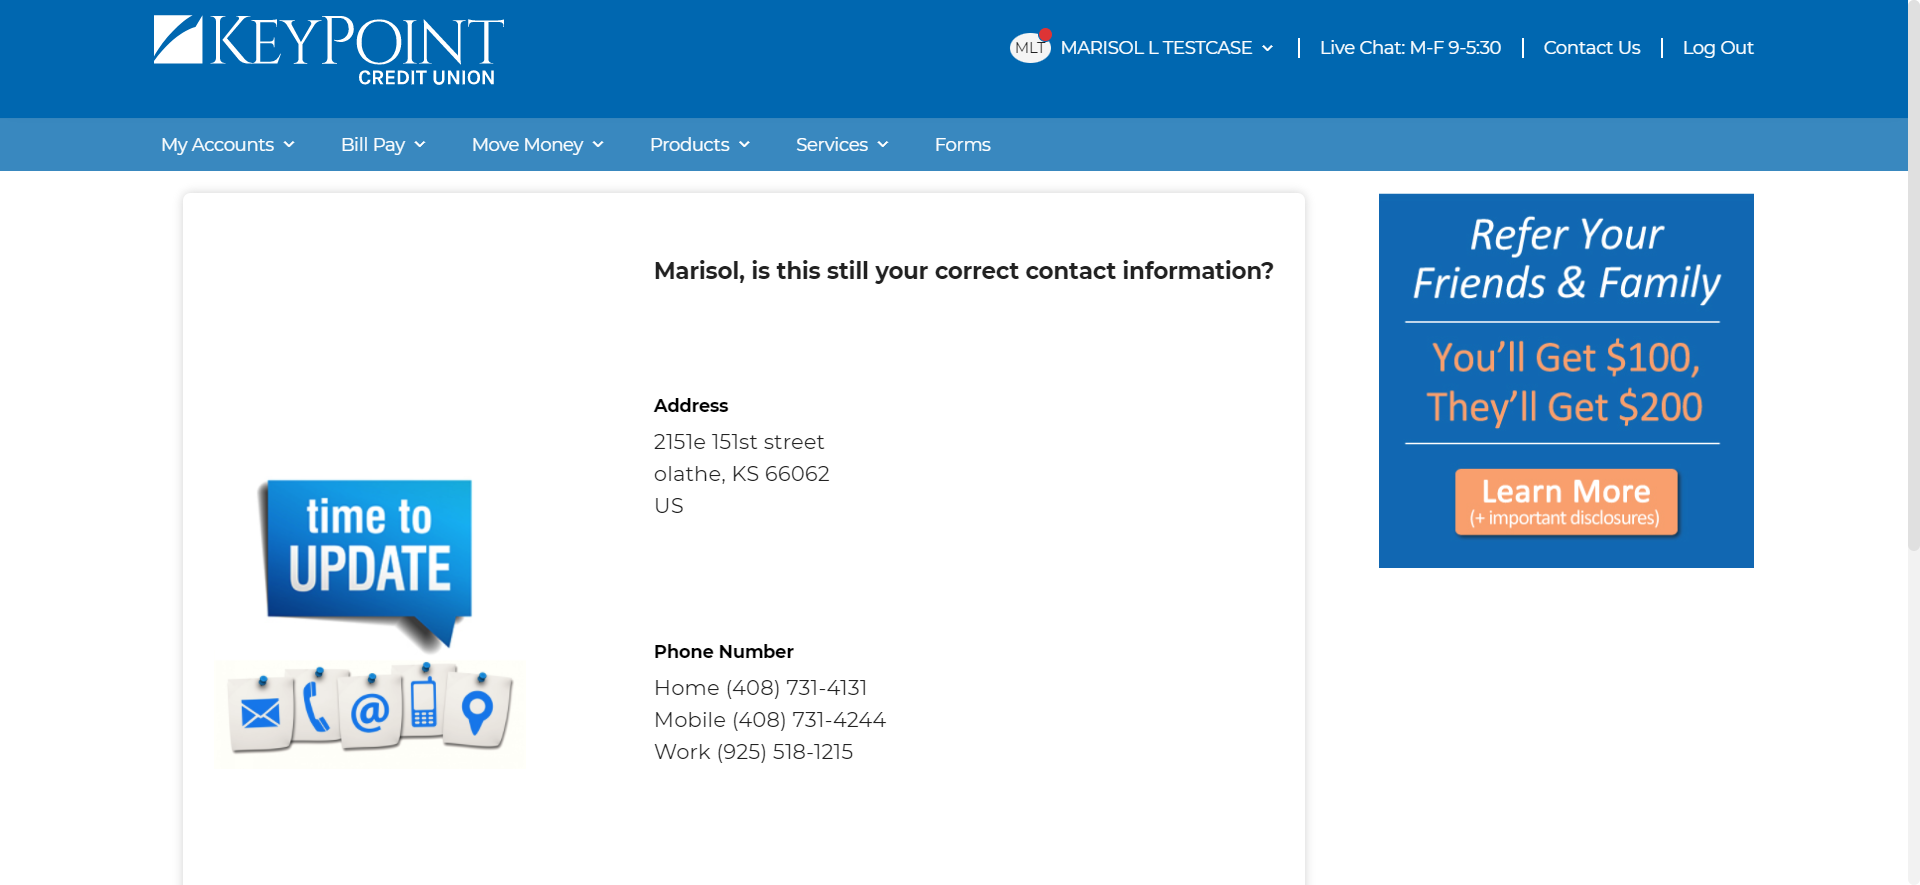 KEYPOINT
CREDIT UNION
MLT MARISOL L TESTCASE
Live Chat: M-F 9-5:30
Contact Us
Log Out
My Accounts
Bill Pay
Move Money
Products
Services
Forms
Marisol, is this still your correct contact information?
Address
2151e 151st street
olathe, KS 66062
US
time to
UPDATE
@
Phone Number
Home (408) 731-4131
Mobile (408) 731-4244
Work (925) 518-1215
Refer Your
Friends & Family
You'll Get $100,
They'll Get $200
Learn More
(+ important disclosures)